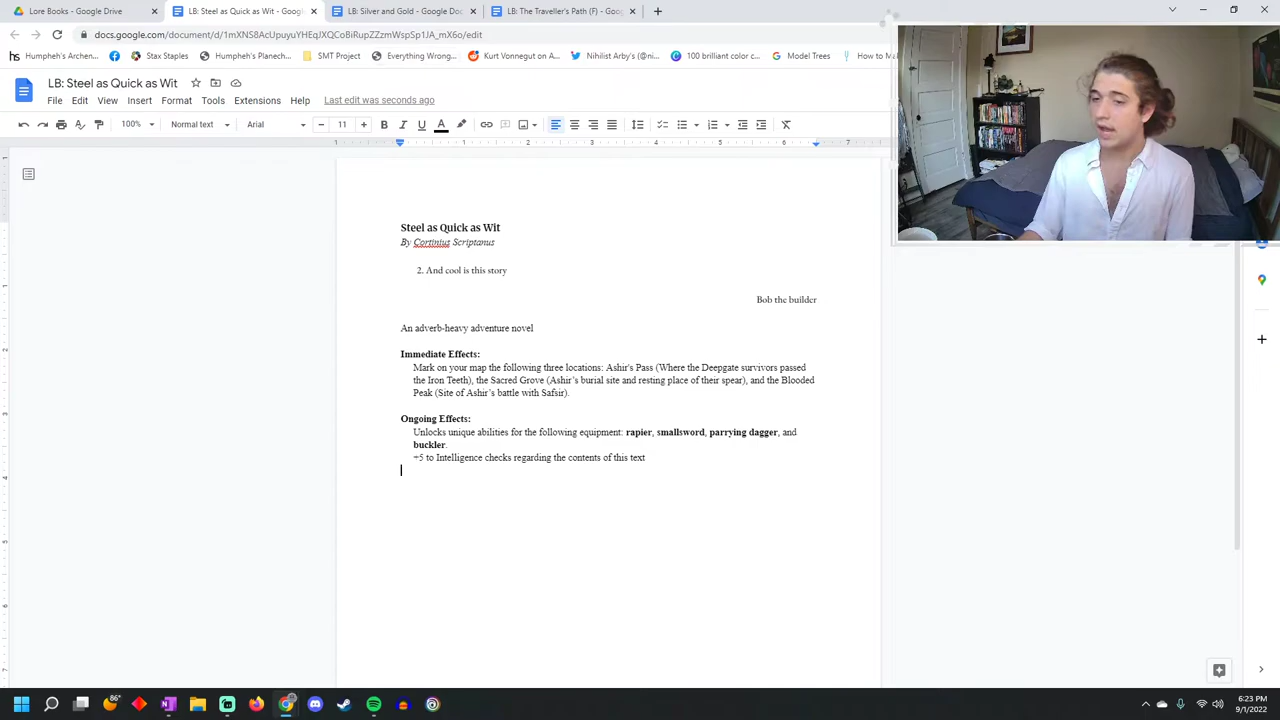 Lore Books - Google Drive
LB: Steel as Quick as Wit - Goog
LB: Silver and Gold - Google Doc
LB: The Traveller's Path (F) - Goog
docs.google.com/document/d/
_mX6o/edit
Humpheh's Archen
Stax Staples
Humpheh's Planech
SMT Project
Everything Wrong
Kurt Vonnegut on A
Nihilist Arby's (@ni
100 brilliant color c
Model Trees
How to M
LB: Steel as Quick as Wit
File Edit View Insert Format Tools Extensions Help Last edit was seconds ago
100% Normal text Arial 11 B I U A
Steel as Quick as Wit
By Cortinius Scriptanus
2. And cool is this story
Bob the builder
An adverb-heavy adventure novel
Immediate Effects:
Mark on your map the following three locations: Ashir's Pass (Where the Deepgate survivors passed
the Iron Teeth), the Sacred Grove (Ashir's burial site and resting place of their spear), and the Blooded
Peak (Site of Ashir's battle with Safsir).
Ongoing Effects:
Unlocks unique abilities for the following equipment: rapier, smallsword, parrying dagger, and
buckler.
+5 to Intelligence checks regarding the contents of this text
86°
6:23 PM
9/1/2022